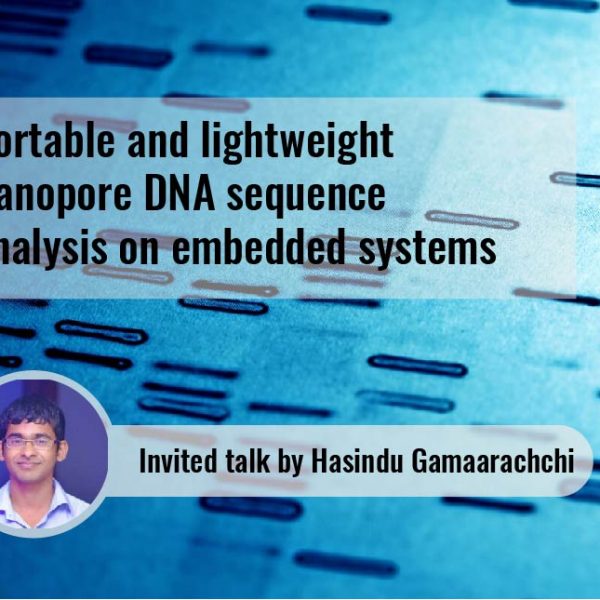 ortable and lightweight
anopore DNA sequence
nalysis on embedded systems
Invited talk by Hasindu Gamaarachchi